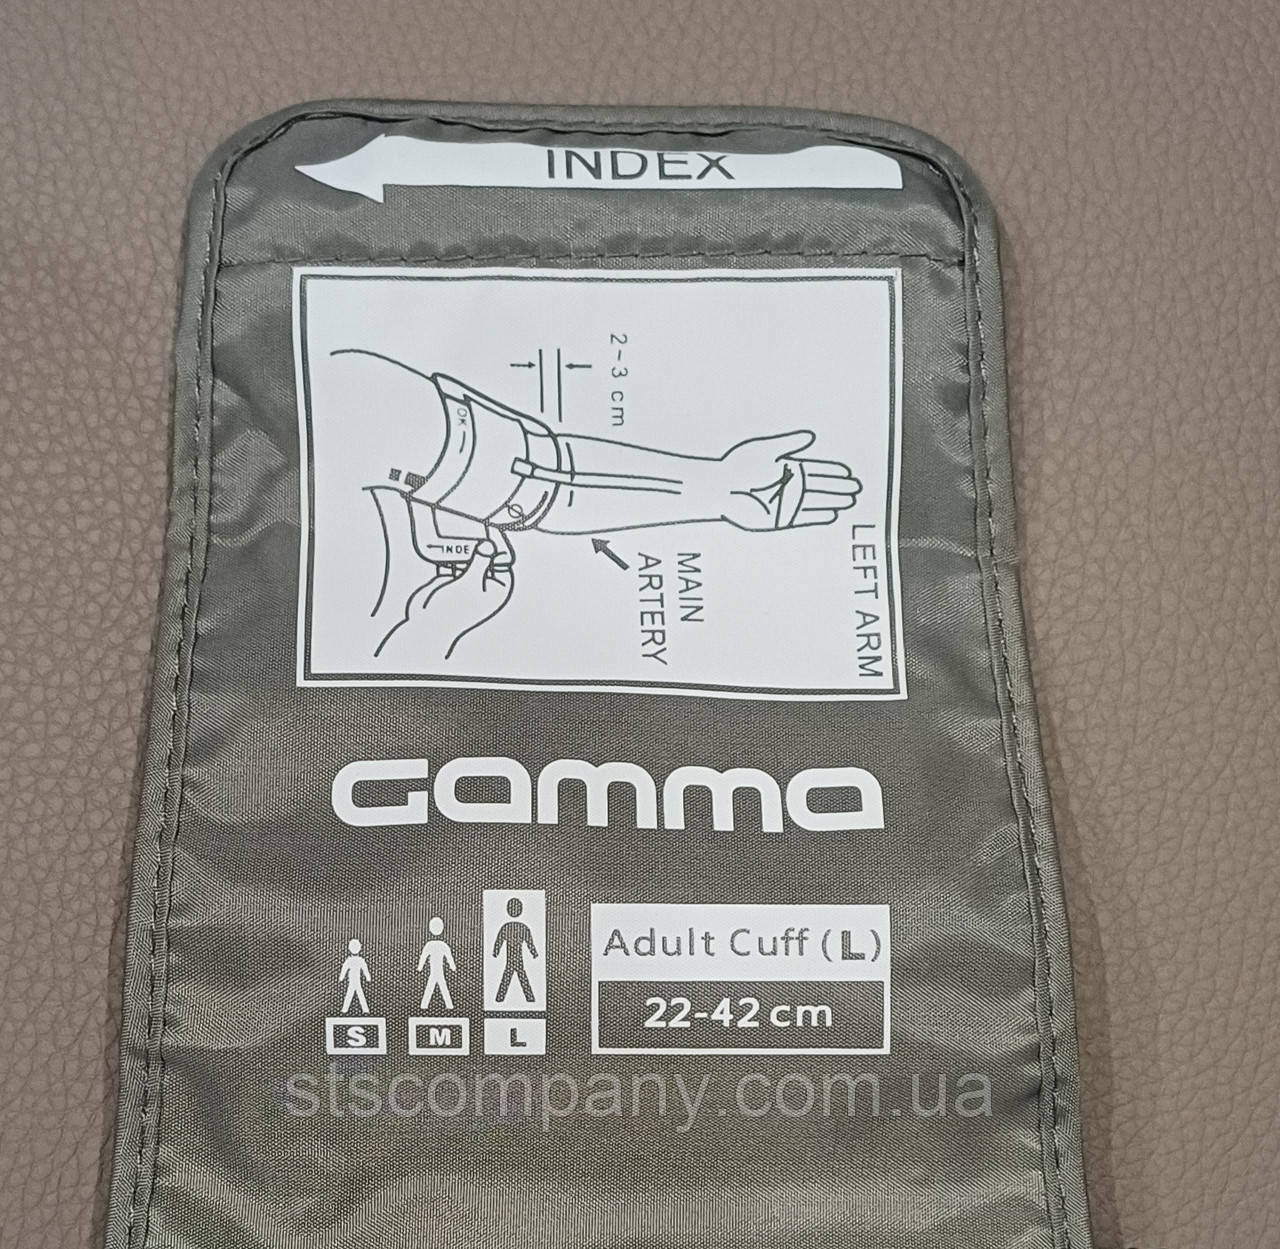 INDEX
2~3 cm
OK
INDE
MAIN
ARTERY
LEFT ARM
GAMMA
S M L
Adult Cuff (L)
22-42 cm
stscompany.com.ua